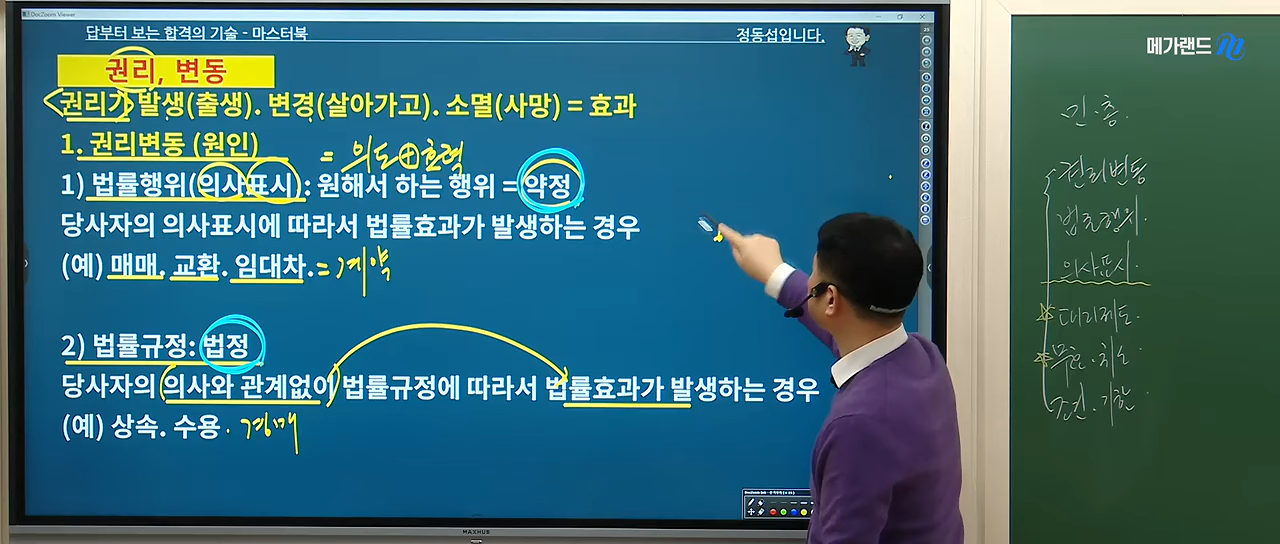 DocZoom Viewer
답부터 보는 합격의 기술 - 마스터북
정동섭입니다.
권리, 변동
권리가 발생(출생). 변경(살아가고). 소멸(사망) = 효과
1. 권리변동 (원인)
= 의도⊕효력
1) 법률행위(의사표시): 원해서 하는 행위 = 약정
당사자의 의사표시에 따라서 법률효과가 발생하는 경우
(예) 매매. 교환. 임대차. = 계약
2) 법률규정: 법정
당사자의 의사와 관계없이 법률규정에 따라서 법률효과가 발생하는 경우
(예) 상속. 수용. 경매
MAXHUB
메가랜드
민·총
권리변동
법률행위.
의사표시.
대리제도.
무효·취소
조건·기한